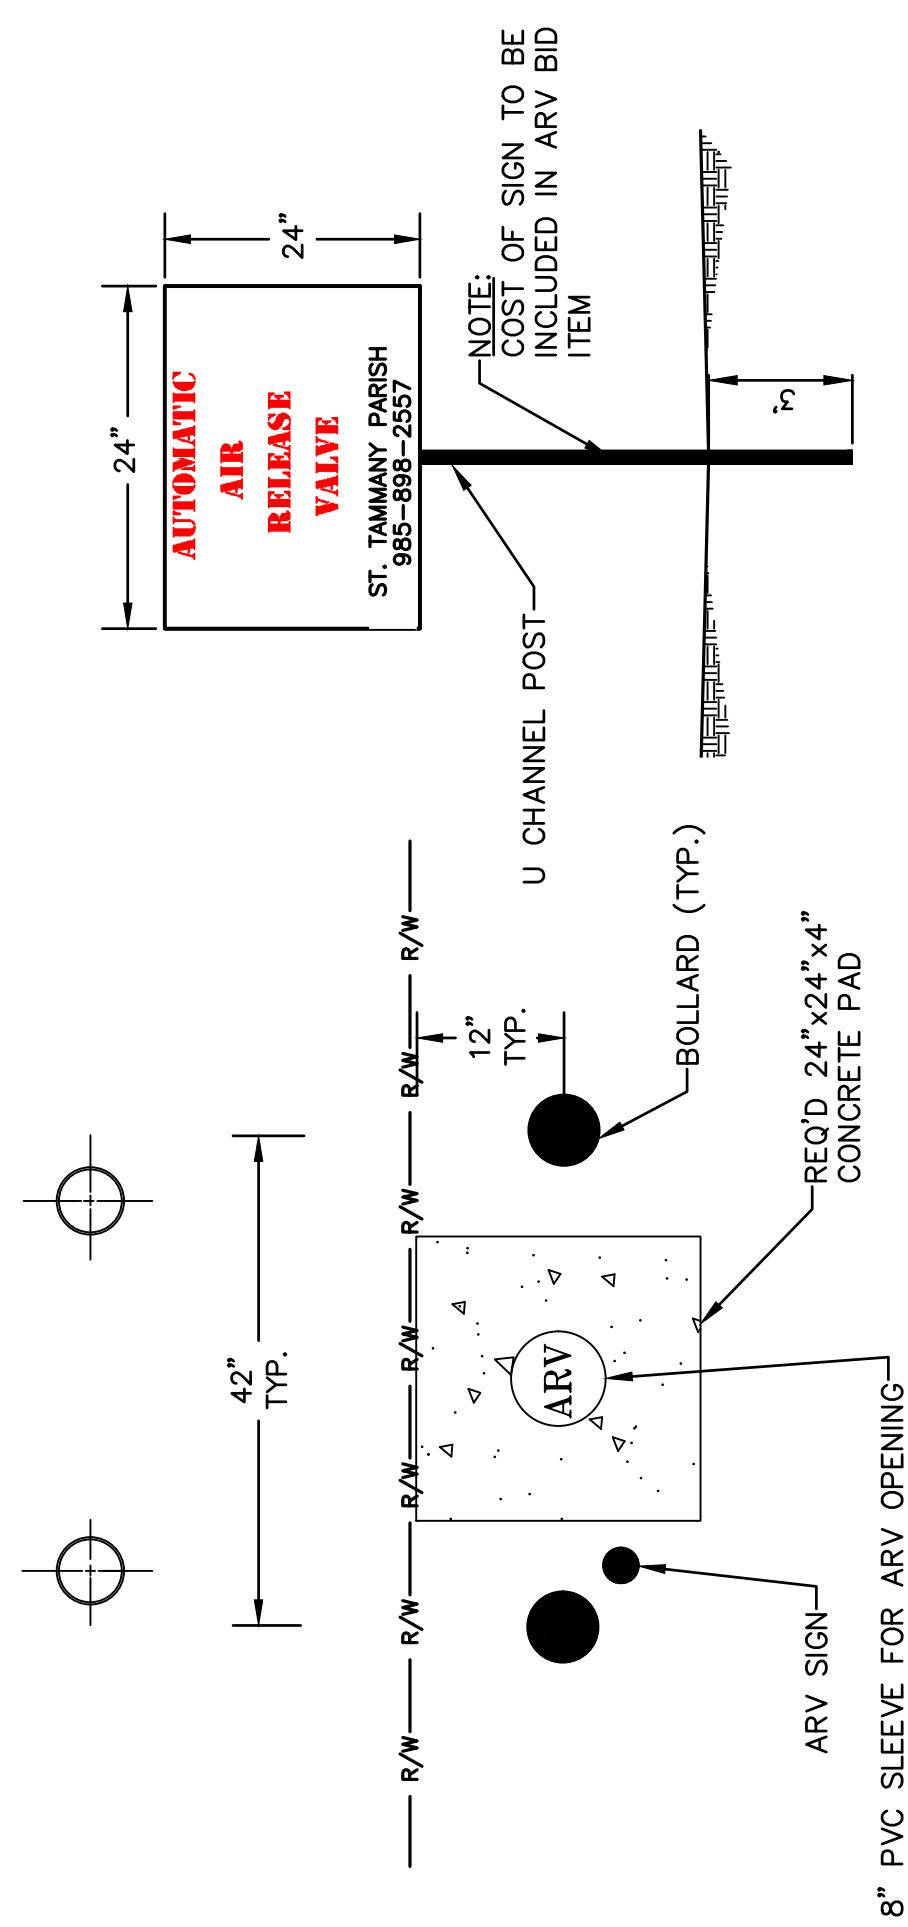 24”
24”
AUTOMATIC
AIR
RELEASE
VALVE
ST. TAMMANY PARISH
985-898-2557
NOTE:
COST OF SIGN TO BE
INCLUDED IN ARV BID
ITEM
U CHANNEL POST
3'
42”
TYP.
R/W
R/W
R/W
R/W
R/W
R/W
R/W
12”
TYP.
BOLLARD (TYP.)
ARV
REQ'D 24”x24”x4”
CONCRETE PAD
ARV SIGN
8” PVC SLEEVE FOR ARV OPENING